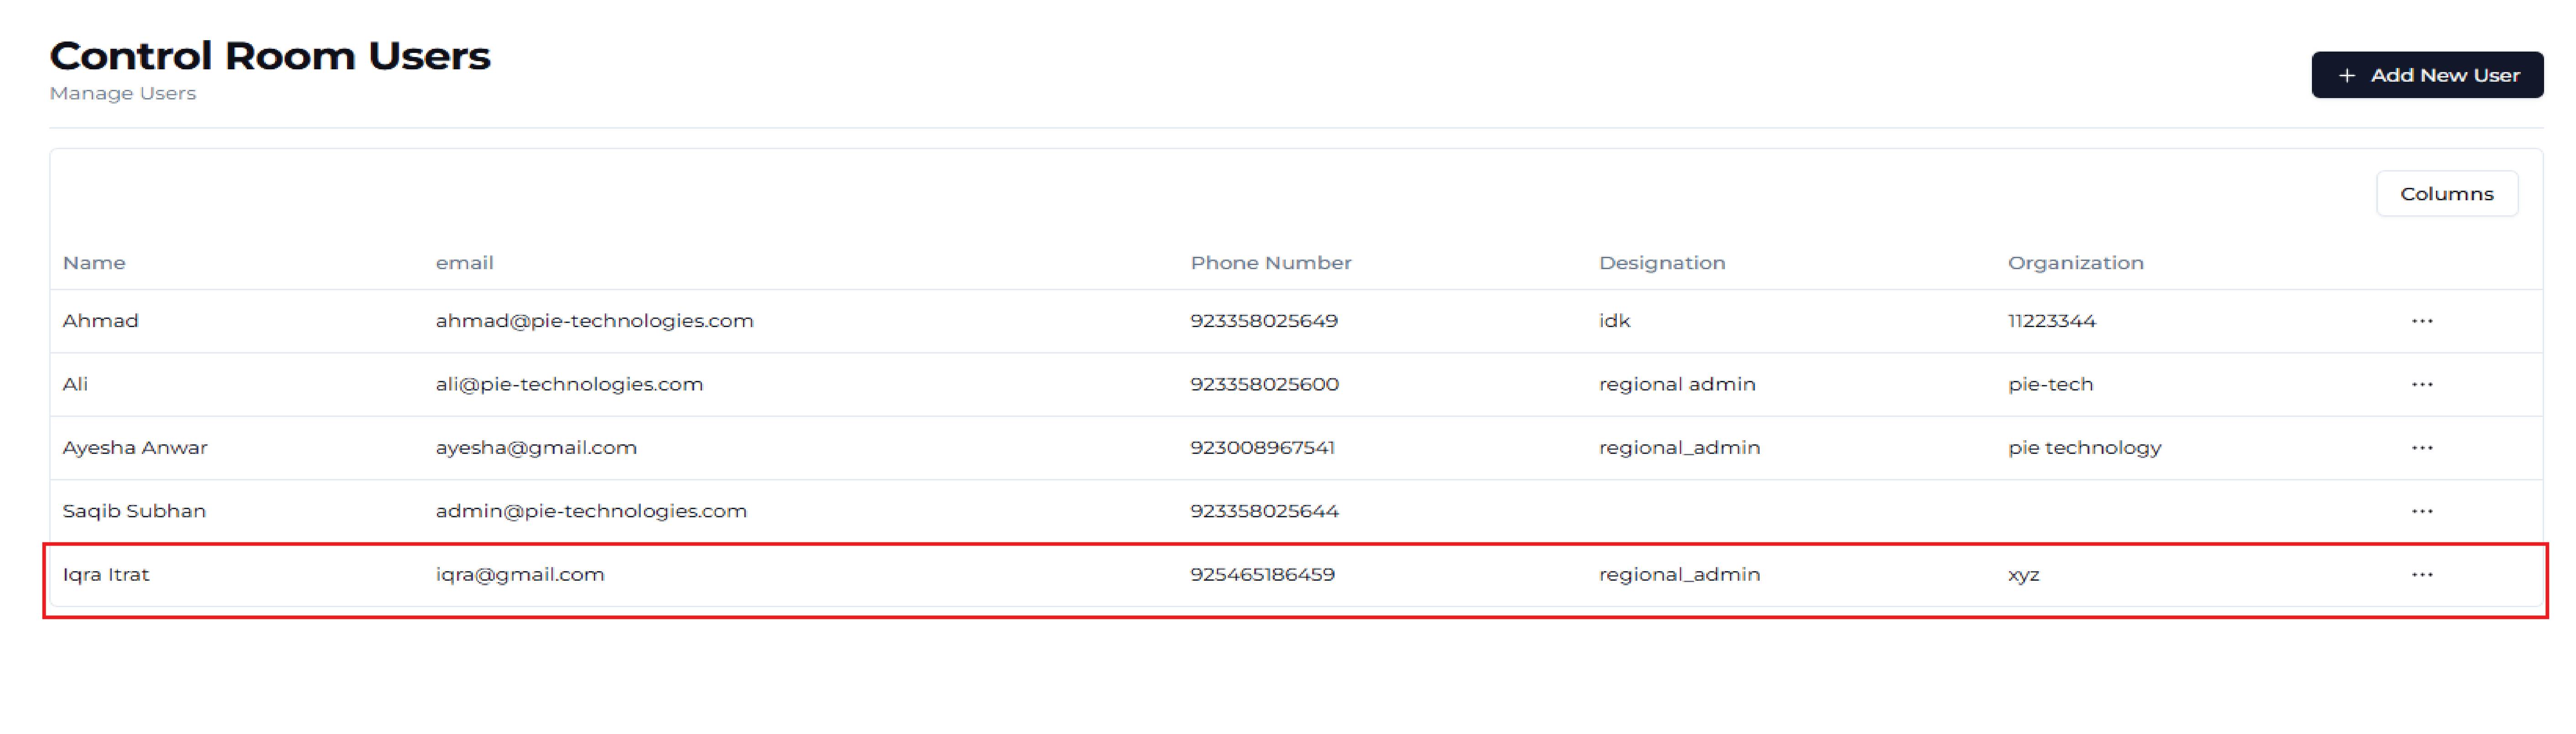 Control Room Users
Manage Users
+ Add New User
Columns
Name email Phone Number Designation Organization
Ahmad ahmad@pie-technologies.com 923358025649 idk 11223344 ...
Ali ali@pie-technologies.com 923358025600 regional admin pie-tech ...
Ayesha Anwar ayesha@gmail.com 923008967541 regional_admin pie technology ...
Saqib Subhan admin@pie-technologies.com 923358025644 ...
Iqra Itrat iqra@gmail.com 925465186459 regional_admin xyz ...